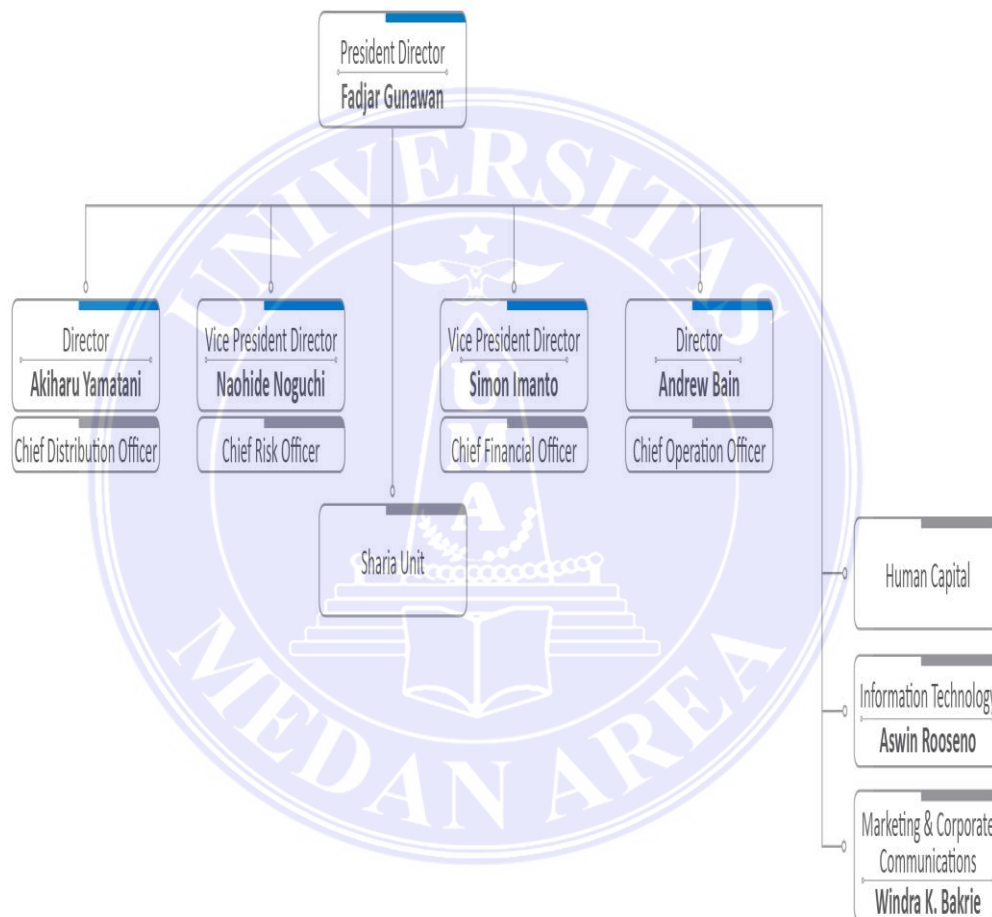 President Director
Fadjar Gunawan
Director
Akiharu Yamatani
Chief Distribution Officer
Vice President Director
Naohide Noguchi
Chief Risk Officer
Vice President Director
Simon Imanto
Chief Financial Officer
Director
Andrew Bain
Chief Operation Officer
Sharia Unit
Human Capital
Information Technology
Aswin Rooseno
Marketing & Corporate
Communications
Windra K. Bakrie
UNIVERSITAS
MEDAN AREA
U
M
A